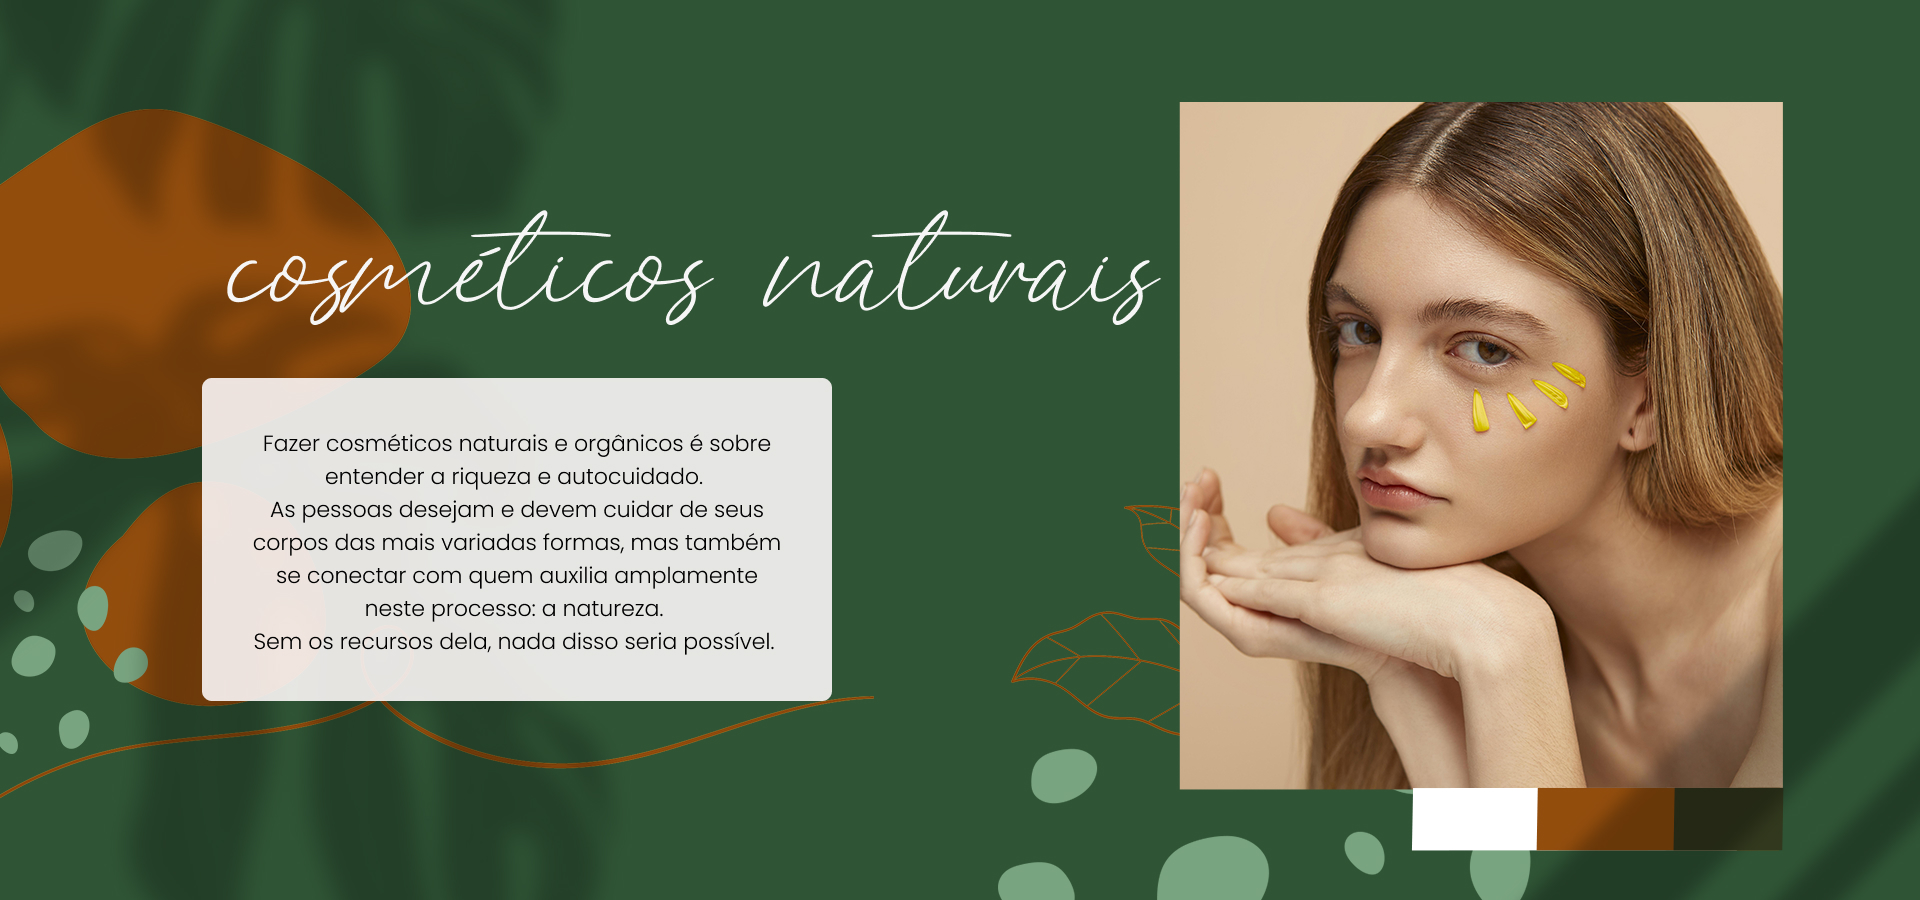 cosméticos naturais
Fazer cosméticos naturais e orgânicos é sobre
entender a riqueza e autocuidado.
As pessoas desejam e devem cuidar de seus
corpos das mais variadas formas, mas também
se conectar com quem auxilia amplamente
neste processo: a natureza.
Sem os recursos dela, nada disso seria possível.